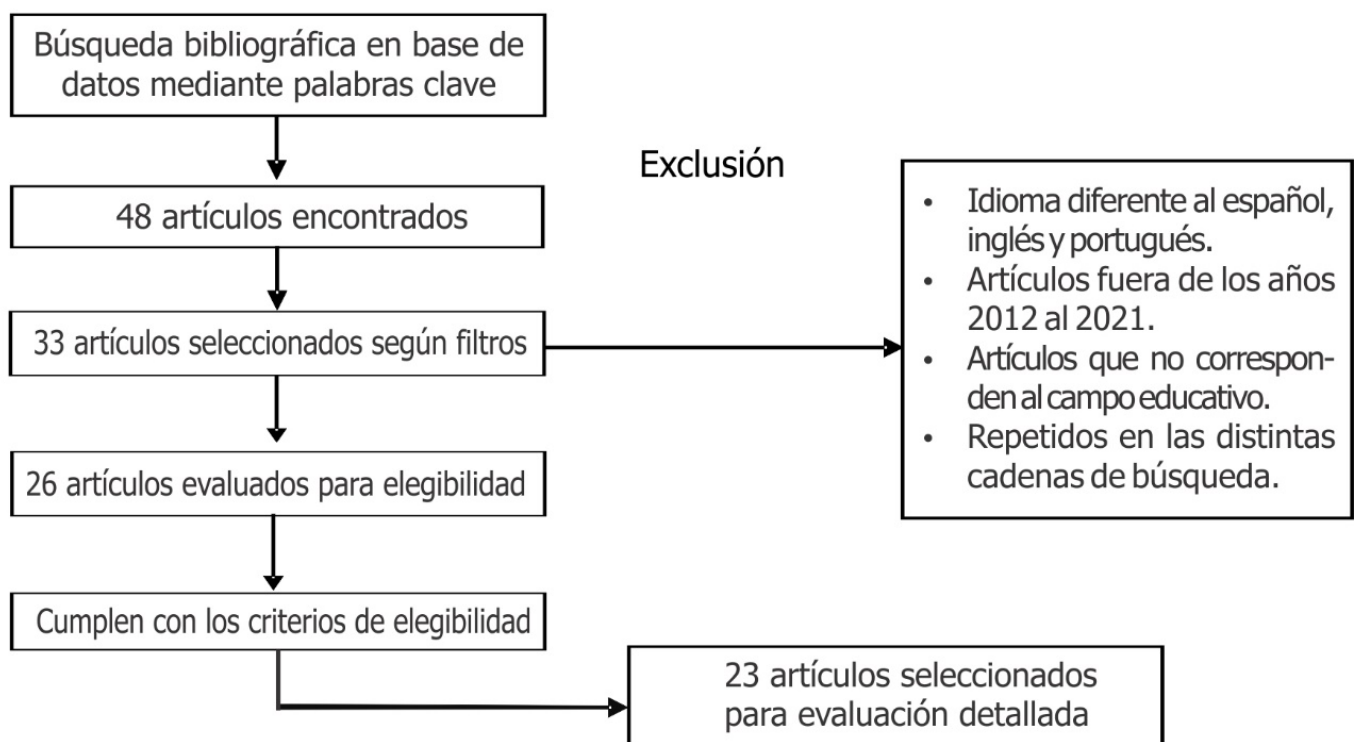 Búsqueda bibliográfica en base de
datos mediante palabras clave
48 artículos encontrados
33 artículos seleccionados según filtros
26 artículos evaluados para elegibilidad
Cumplen con los criterios de elegibilidad
23 artículos seleccionados
para evaluación detallada
Exclusión
• Idioma diferente al español,
inglés y portugués.
• Artículos fuera de los años
2012 al 2021.
• Artículos que no correspon-
den al campo educativo.
• Repetidos en las distintas
cadenas de búsqueda.